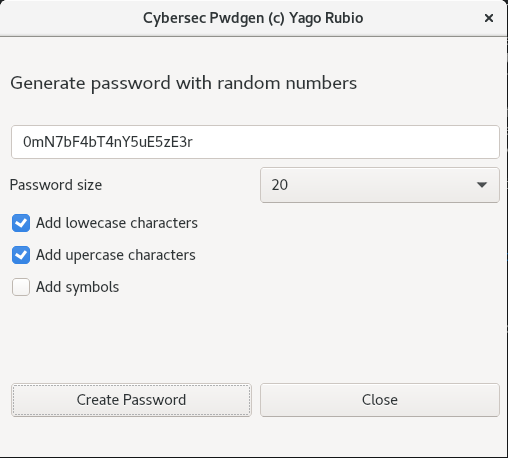 Cybersec Pwdgen (c) Yago Rubio
Generate password with random numbers
0mN7bF4bT4nY5uE5zE3r
Password size
20
Add lowecase characters
Add upercase characters
Add symbols
Create Password
Close